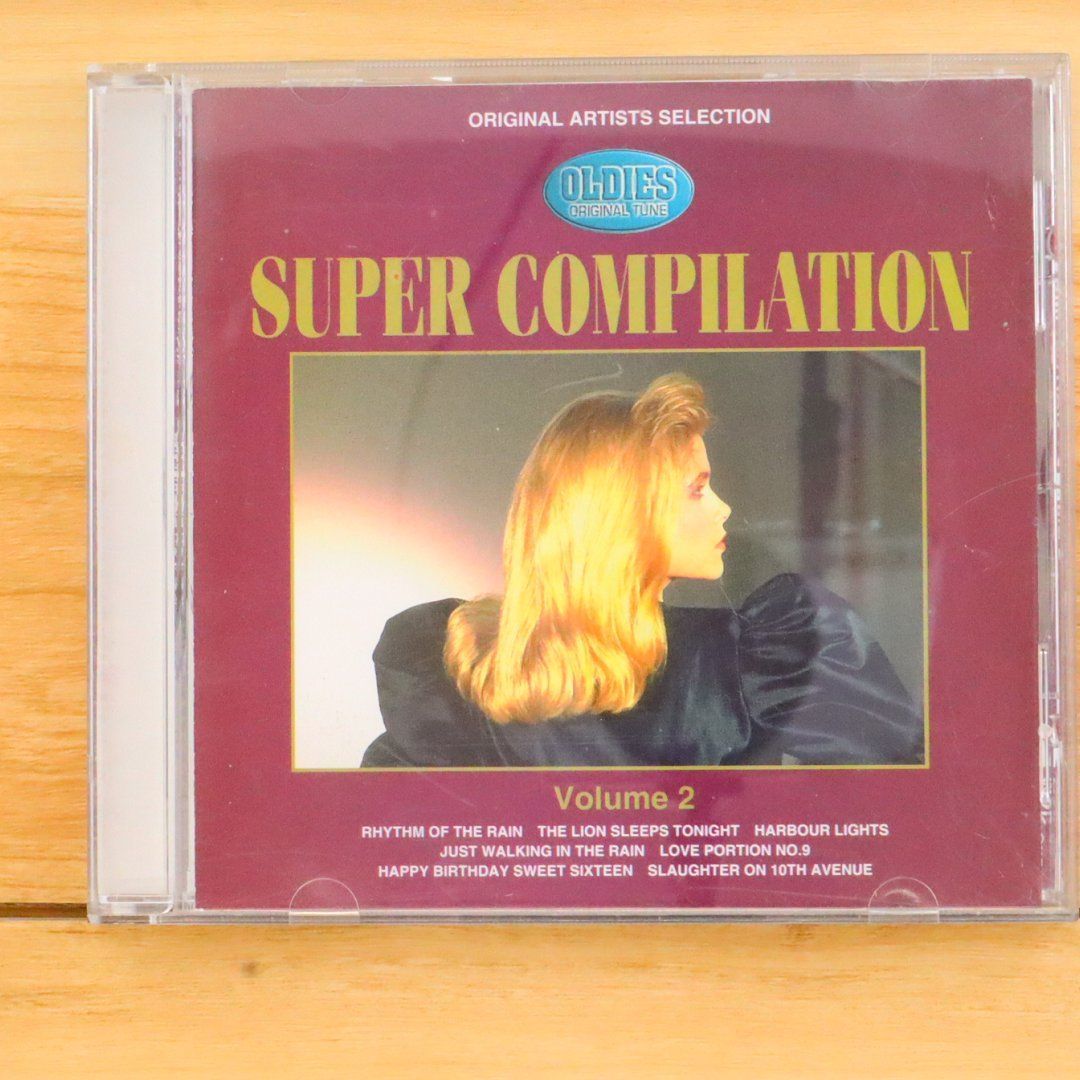 ORIGINAL ARTISTS SELECTION
OLDIES
ORIGINAL TUNE
SUPER COMPILATION
Volume 2
RHYTHM OF THE RAIN THE LION SLEEPS TONIGHT HARBOUR LIGHTS
JUST WALKING IN THE RAIN LOVE PORTION NO.9
HAPPY BIRTHDAY SWEET SIXTEEN SLAUGHTER ON 10TH AVENUE